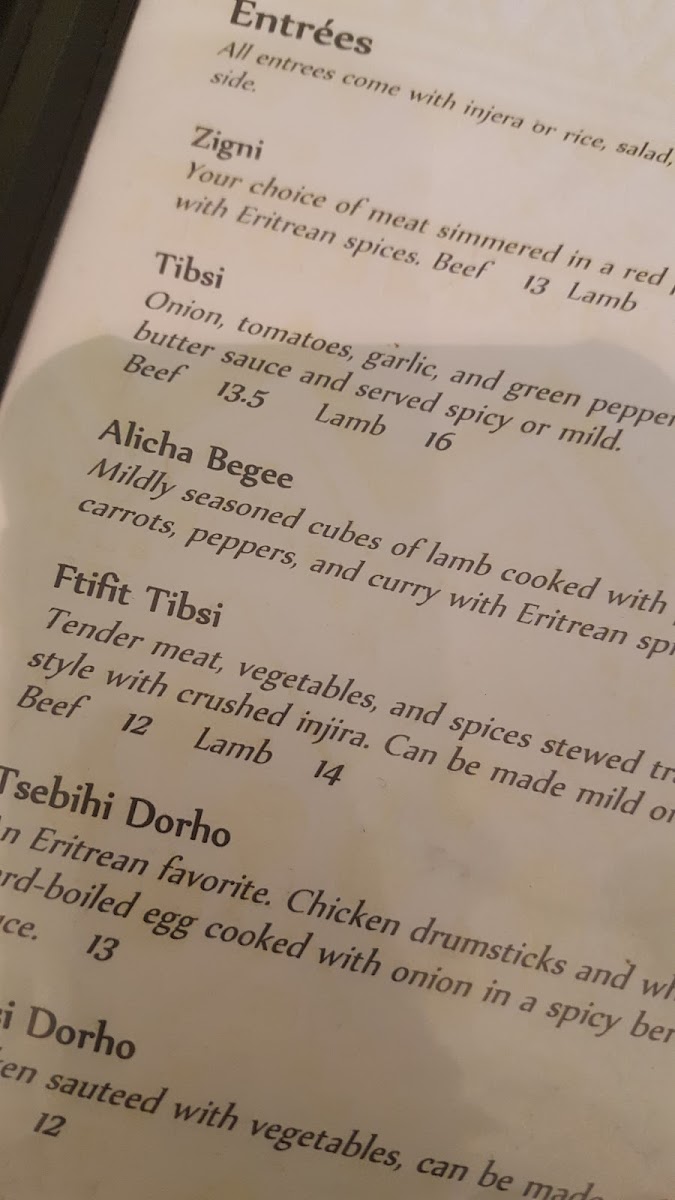 Entrées
All entrees come with injera or rice, salad,
side.
Zigni
Your choice of meat simmered in a red
with Eritrean spices. Beef 13 Lamb
Tibsi
Onion, tomatoes, garlic, and green pepper
butter sauce and served spicy or mild.
Beef 13.5 Lamb 16
Alicha Begee
Mildly seasoned cubes of lamb cooked with
carrots, peppers, and curry with Eritrean
Ftifit Tibsi
Tender meat, vegetables, and spices stewed
style with crushed injira. Can be made mild or
Beef 12 Lamb 14
Tsebihi Dorho
Eritrean favorite. Chicken drumsticks and
egg cooked with onion in a spicy
13
Dorho
sauteed with vegetables, can be made
12